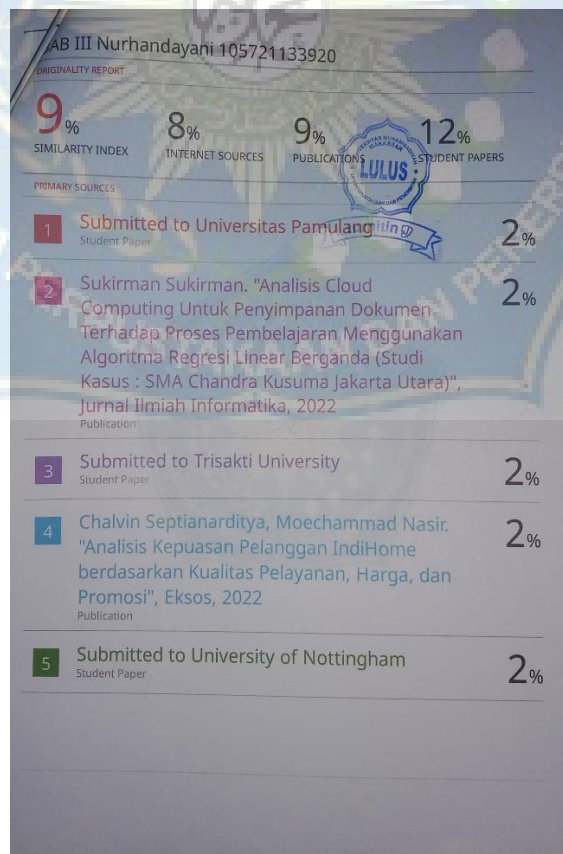 BAB III Nurhandayani 105721133920
ORIGINALITY REPORT
9%
SIMILARITY INDEX
8%
INTERNET SOURCES
9%
PUBLICATIONS
12%
STUDENT PAPERS
LULUS
turnitin
PRIMARY SOURCES
1 Submitted to Universitas Pamulang 2%
Student Paper
2 Sukirman Sukirman. "Analisis Cloud 2%
Computing Untuk Penyimpanan Dokumen
Terhadap Proses Pembelajaran Menggunakan
Algoritma Regresi Linear Berganda (Studi
Kasus : SMA Chandra Kusuma Jakarta Utara)",
Jurnal Ilmiah Informatika, 2022
Publication
3 Submitted to Trisakti University 2%
Student Paper
4 Chalvin Septianarditya, Moechammad Nasir. 2%
"Analisis Kepuasan Pelanggan IndiHome
berdasarkan Kualitas Pelayanan, Harga, dan
Promosi", Eksos, 2022
Publication
5 Submitted to University of Nottingham 2%
Student Paper